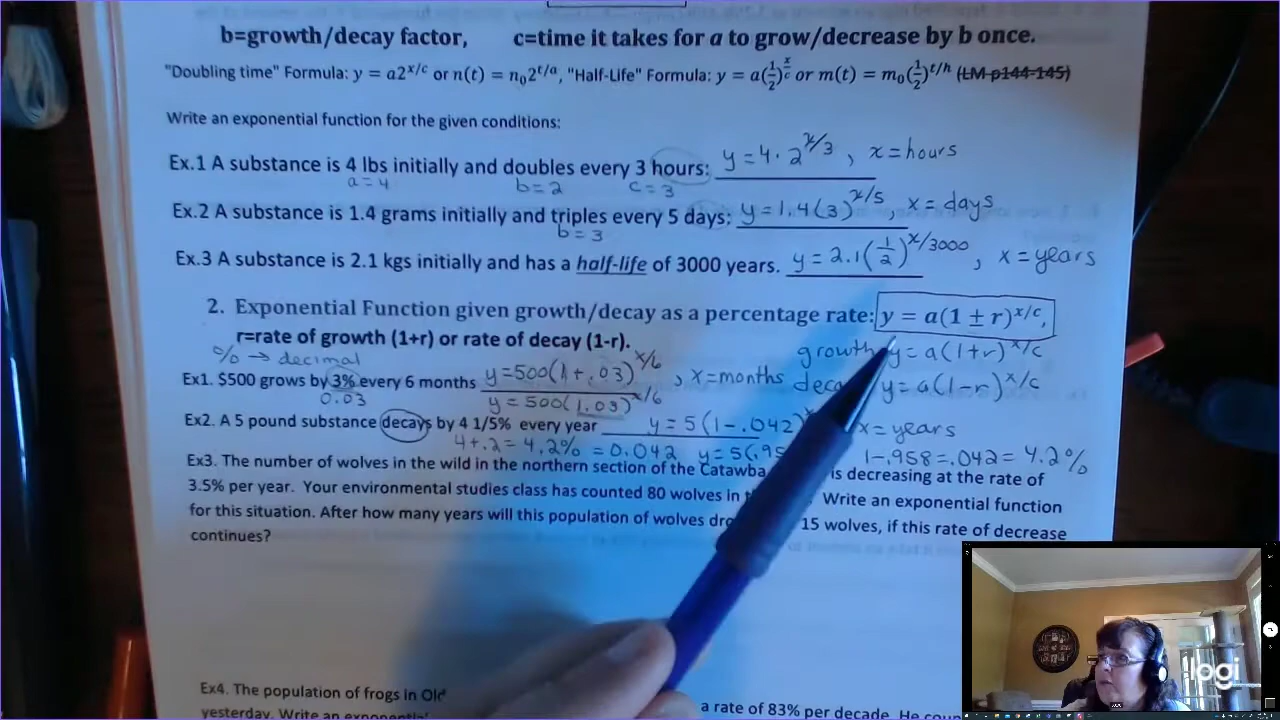 b=growth/decay factor, c=time it takes for a to grow/decrease by b once.
"Doubling time" Formula: y = a2^x/c or n(t) = n₀2^t/a, "Half-Life" Formula: y = a(1/2)^x/c or m(t) = m₀(1/2)^t/h (LM p144-145)
Write an exponential function for the given conditions:
Ex.1 A substance is 4 lbs initially and doubles every 3 hours: y = 4 · 2^x/3 , x = hours
a = 4 b = 2 c = 3
Ex.2 A substance is 1.4 grams initially and triples every 5 days: y = 1.4(3)^x/5 , x = days
b = 3
Ex.3 A substance is 2.1 kgs initially and has a half-life of 3000 years. y = 2.1(1/2)^x/3000 , x = years
2. Exponential Function given growth/decay as a percentage rate: y = a(1 ± r)^x/c,
r=rate of growth (1+r) or rate of decay (1-r). growth y = a(1+r)^x/c
% → decimal
Ex1. $500 grows by 3% every 6 months y=500(1+.03)^x/6 , x=months y = a(1-r)^x/c
0.03 y = 500(1.03)^x/6
Ex2. A 5 pound substance decays by 4 1/5% every year y = 5(1-.042) x = years
4+.2 = 4.2% = 0.042 1-.958=.042 = 4.2%
Ex3. The number of wolves in the wild in the northern section of the Catawba is decreasing at the rate of
3.5% per year. Your environmental studies class has counted 80 wolves in Write an exponential function
for this situation. After how many years will this population of wolves 15 wolves, if this rate of decrease
continues?
Ex4. The population of frogs in a rate of 83% per decade. He
yesterday. Write an
logi